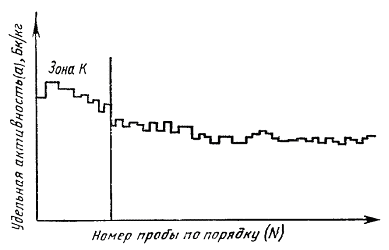 Удельная активность(а), Бк/кг
Зона К
Номер пробы по порядку (N)